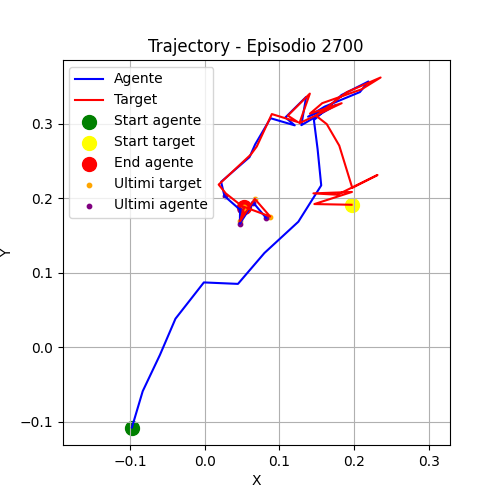 Trajectory - Episodio 2700
Agente
Target
Start agente
Start target
End agente
Ultimi target
Ultimi agente
0.3
0.2
0.1
0.0
−0.1
Y
−0.1
0.0
0.1
0.2
0.3
X